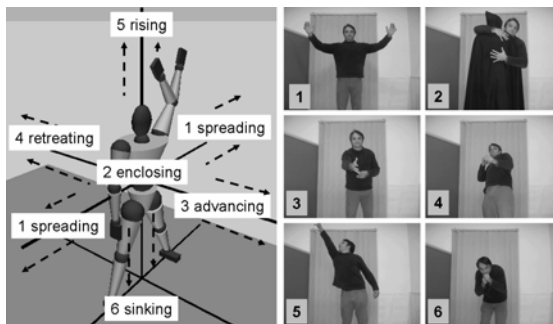 5 rising
4 retreating
1 spreading
2 enclosing
3 advancing
1 spreading
6 sinking
1
2
3
4
5
6